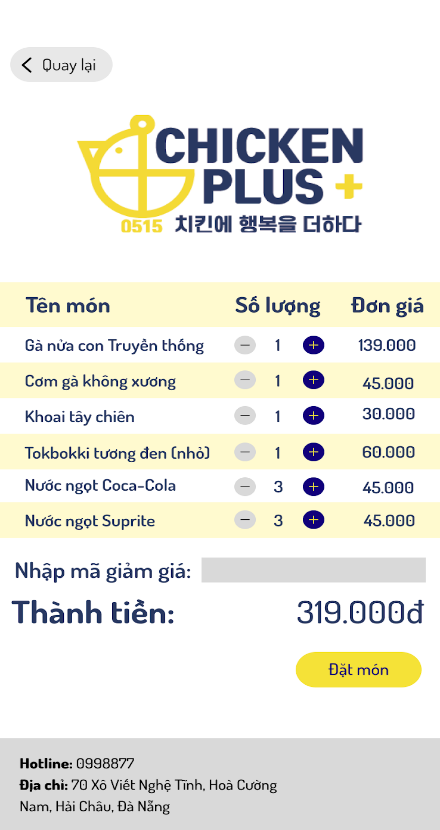 Quay lại
CHICKEN
PLUS +
0515 치킨에 행복을 더하다
Tên món Số lượng Đơn giá
Gà nửa con Truyền thống − 1 + 139.000
Cơm gà không xương − 1 + 45.000
Khoai tây chiên − 1 + 30.000
Tokbokki tương đen (nhỏ) − 1 + 60.000
Nước ngọt Coca-Cola − 3 + 45.000
Nước ngọt Suprite − 3 + 45.000
Nhập mã giảm giá:
Thành tiền: 319.000đ
Đặt món
Hotline: 0998877
Địa chỉ: 70 Xô Viết Nghệ Tĩnh, Hoà Cường
Nam, Hải Châu, Đà Nẵng